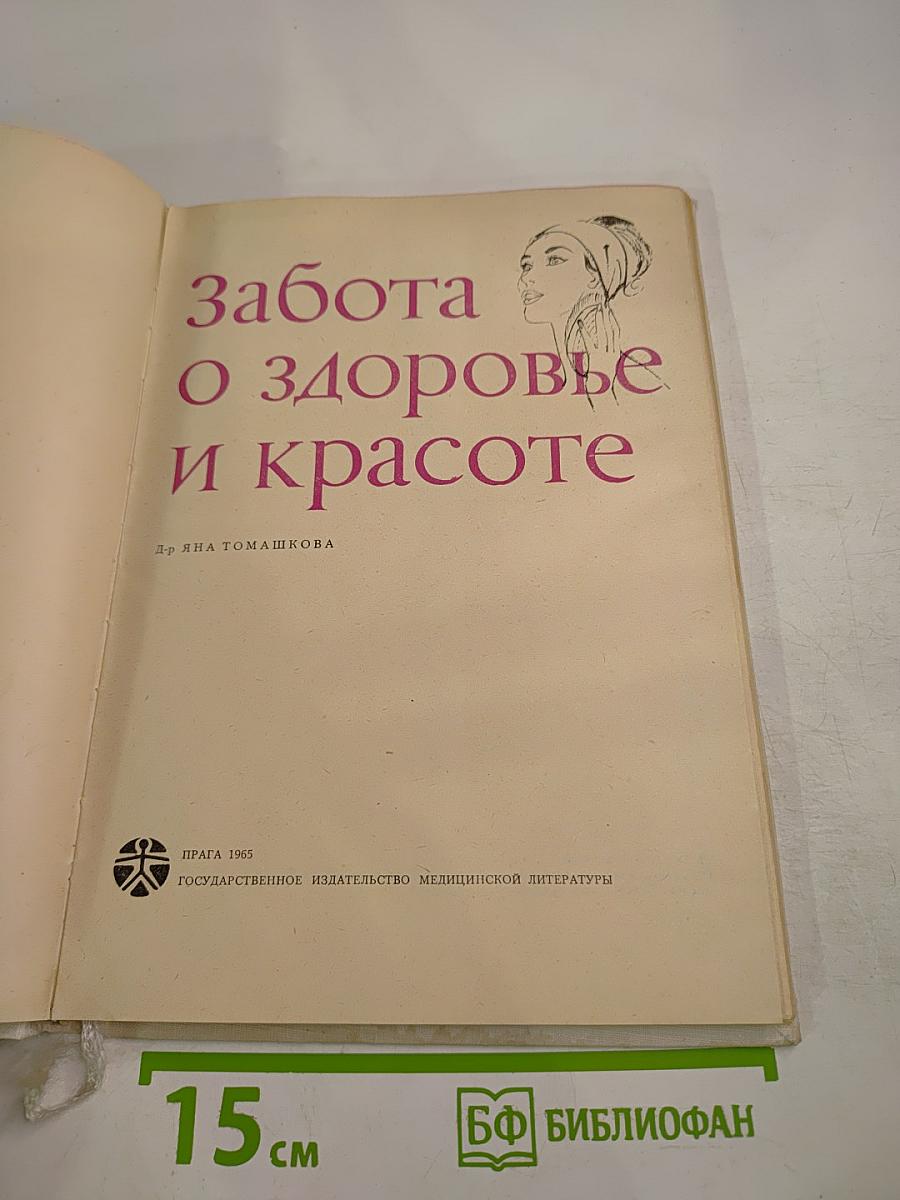 Забота
о здоровье
и красоте
Д-р ЯНА ТОМАШКОВА
ПРАГА 1965
ГОСУДАРСТВЕННОЕ ИЗДАТЕЛЬСТВО МЕДИЦИНСКОЙ ЛИТЕРАТУРЫ
15 см
БФ БИБЛИОФАН